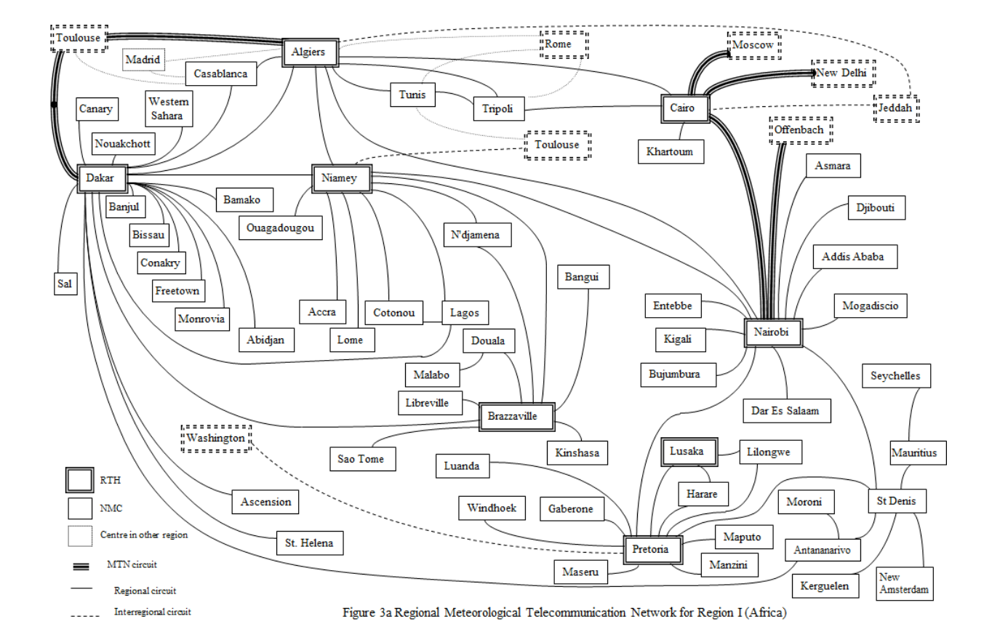 Toulouse
Algiers
Rome
Moscow
Madrid
Casablanca
New Delhi
Tunis
Tripoli
Cairo
Jeddah
Canary
Western
Sahara
Offenbach
Nouakchott
Toulouse
Khartoum
Asmara
Dakar
Niamey
Banjul
Bamako
Djibouti
Ouagadougou
Bissau
N'djamena
Conakry
Addis Ababa
Sal
Bangui
Freetown
Entebbe
Mogadiscio
Monrovia
Accra
Cotonou
Lagos
Abidjan
Lome
Douala
Kigali
Nairobi
Malabo
Bujumbura
Seychelles
Libreville
Brazzaville
Dar Es Salaam
Washington
Sao Tome
Kinshasa
Luanda
Lusaka
Lilongwe
Mauritius
RTH
Harare
Ascension
Windhoek
Gaberone
Moroni
St Denis
NMC
Centre in other region
St. Helena
Pretoria
Maputo
Antananarivo
MTN circuit
Maseru
Manzini
Kerguelen
New
Amsterdam
Regional circuit
Interregional circuit
Figure 3a Regional Meteorological Telecommunication Network for Region I (Africa)